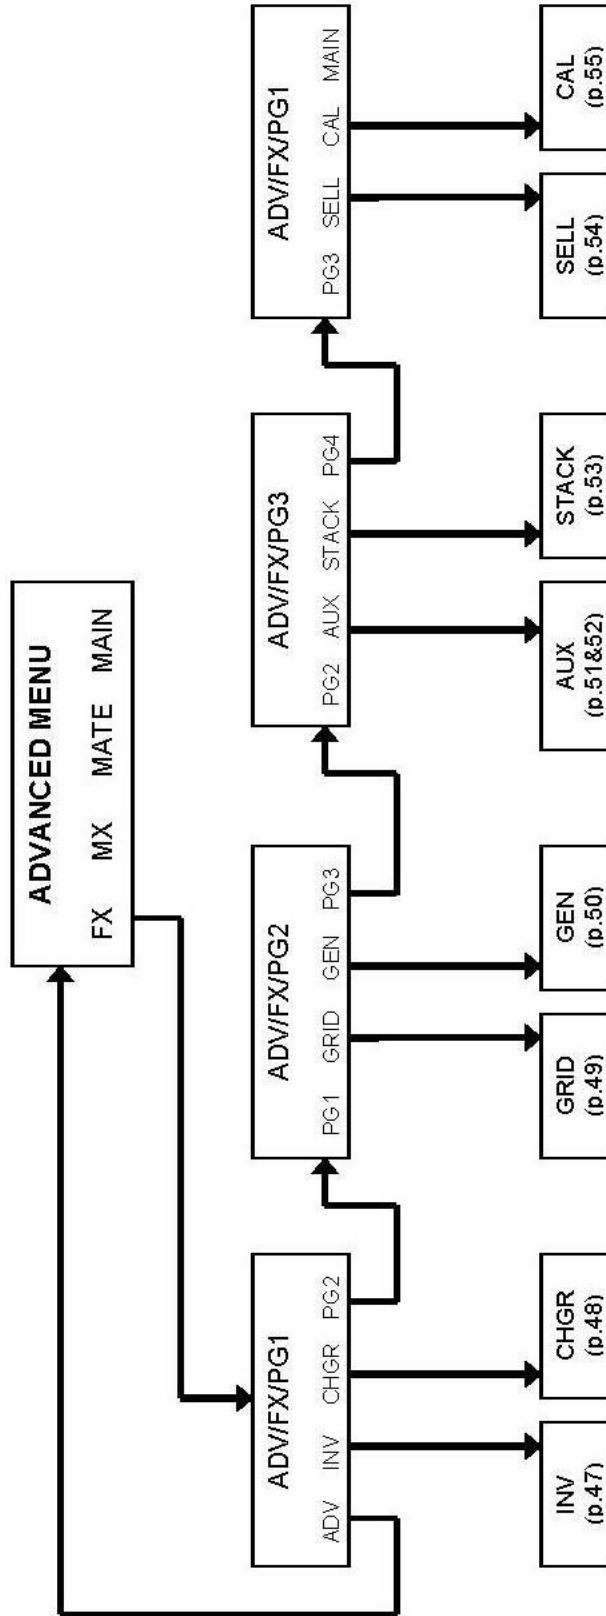 ADVANCED MENU
FX MX MATE MAIN
ADV/FX/PG1
ADV INV CHGR PG2
ADV/FX/PG2
PG1 GRID GEN PG3
ADV/FX/PG3
PG2 AUX STACK PG4
ADV/FX/PG1
PG3 SELL CAL MAIN
INV
(p.47)
CHGR
(p.48)
GRID
(p.49)
GEN
(p.50)
AUX
(p.51&52)
STACK
(p.53)
SELL
(p.54)
CAL
(p.55)